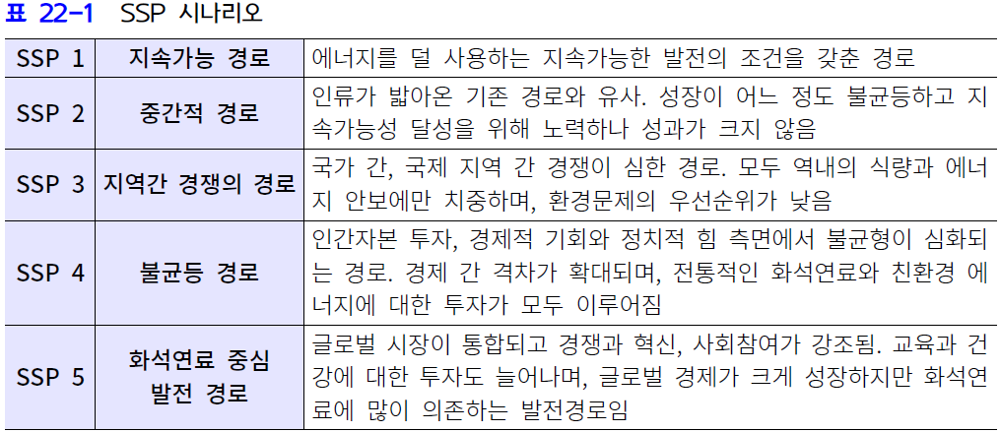 표 22-1 SSP 시나리오
SSP 1 지속가능 경로 에너지를 덜 사용하는 지속가능한 발전의 조건을 갖춘 경로
SSP 2 중간적 경로 인류가 밟아온 기존 경로와 유사. 성장이 어느 정도 불균등하고 지
속가능성 달성을 위해 노력하나 성과가 크지 않음
SSP 3 지역간 경쟁의 경로 국가 간, 국제 지역 간 경쟁이 심한 경로. 모두 역내의 식량과 에너
지 안보에만 치중하며, 환경문제의 우선순위가 낮음
SSP 4 불균등 경로 인간자본 투자, 경제적 기회와 정치적 힘 측면에서 불균형이 심화되
는 경로. 경제 간 격차가 확대되며, 전통적인 화석연료와 친환경 에
너지에 대한 투자가 모두 이루어짐
SSP 5 화석연료 중심
발전 경로
글로벌 시장이 통합되고 경쟁과 혁신, 사회참여가 강조됨. 교육과 건
강에 대한 투자도 늘어나며, 글로벌 경제가 크게 성장하지만 화석연
료에 많이 의존하는 발전경로임